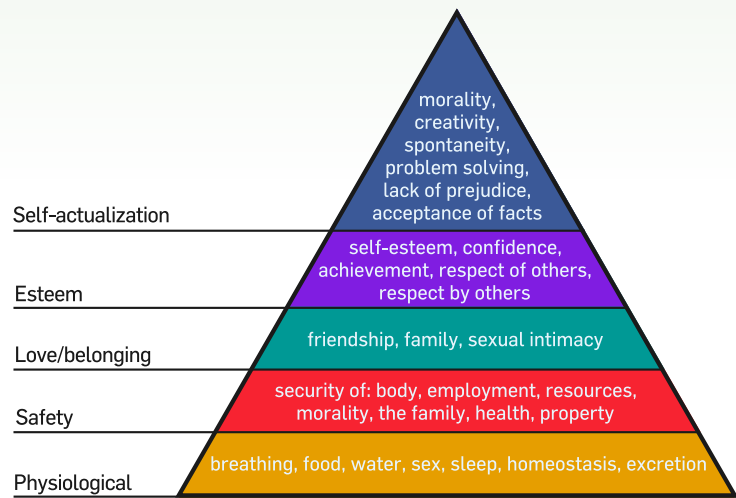 morality,
creativity,
spontaneity,
problem solving,
lack of prejudice,
acceptance of facts
Self-actualization
self-esteem, confidence,
achievement, respect of others,
respect by others
Esteem
friendship, family, sexual intimacy
Love/belonging
security of: body, employment, resources,
morality, the family, health, property
Safety
breathing, food, water, sex, sleep, homeostasis, excretion
Physiological